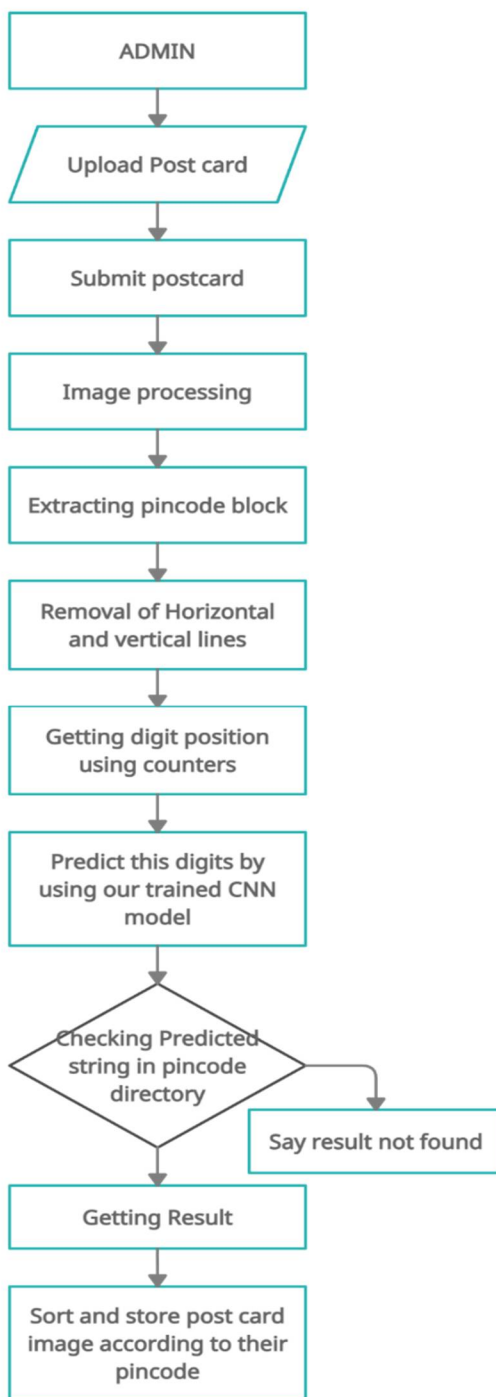 ADMIN
Upload Post card
Submit postcard
Image processing
Extracting pincode block
Removal of Horizontal
and vertical lines
Getting digit position
using counters
Predict this digits by
using our trained CNN
model
Checking Predicted
string in pincode
directory
Say result not found
Getting Result
Sort and store post card
image according to their
pincode